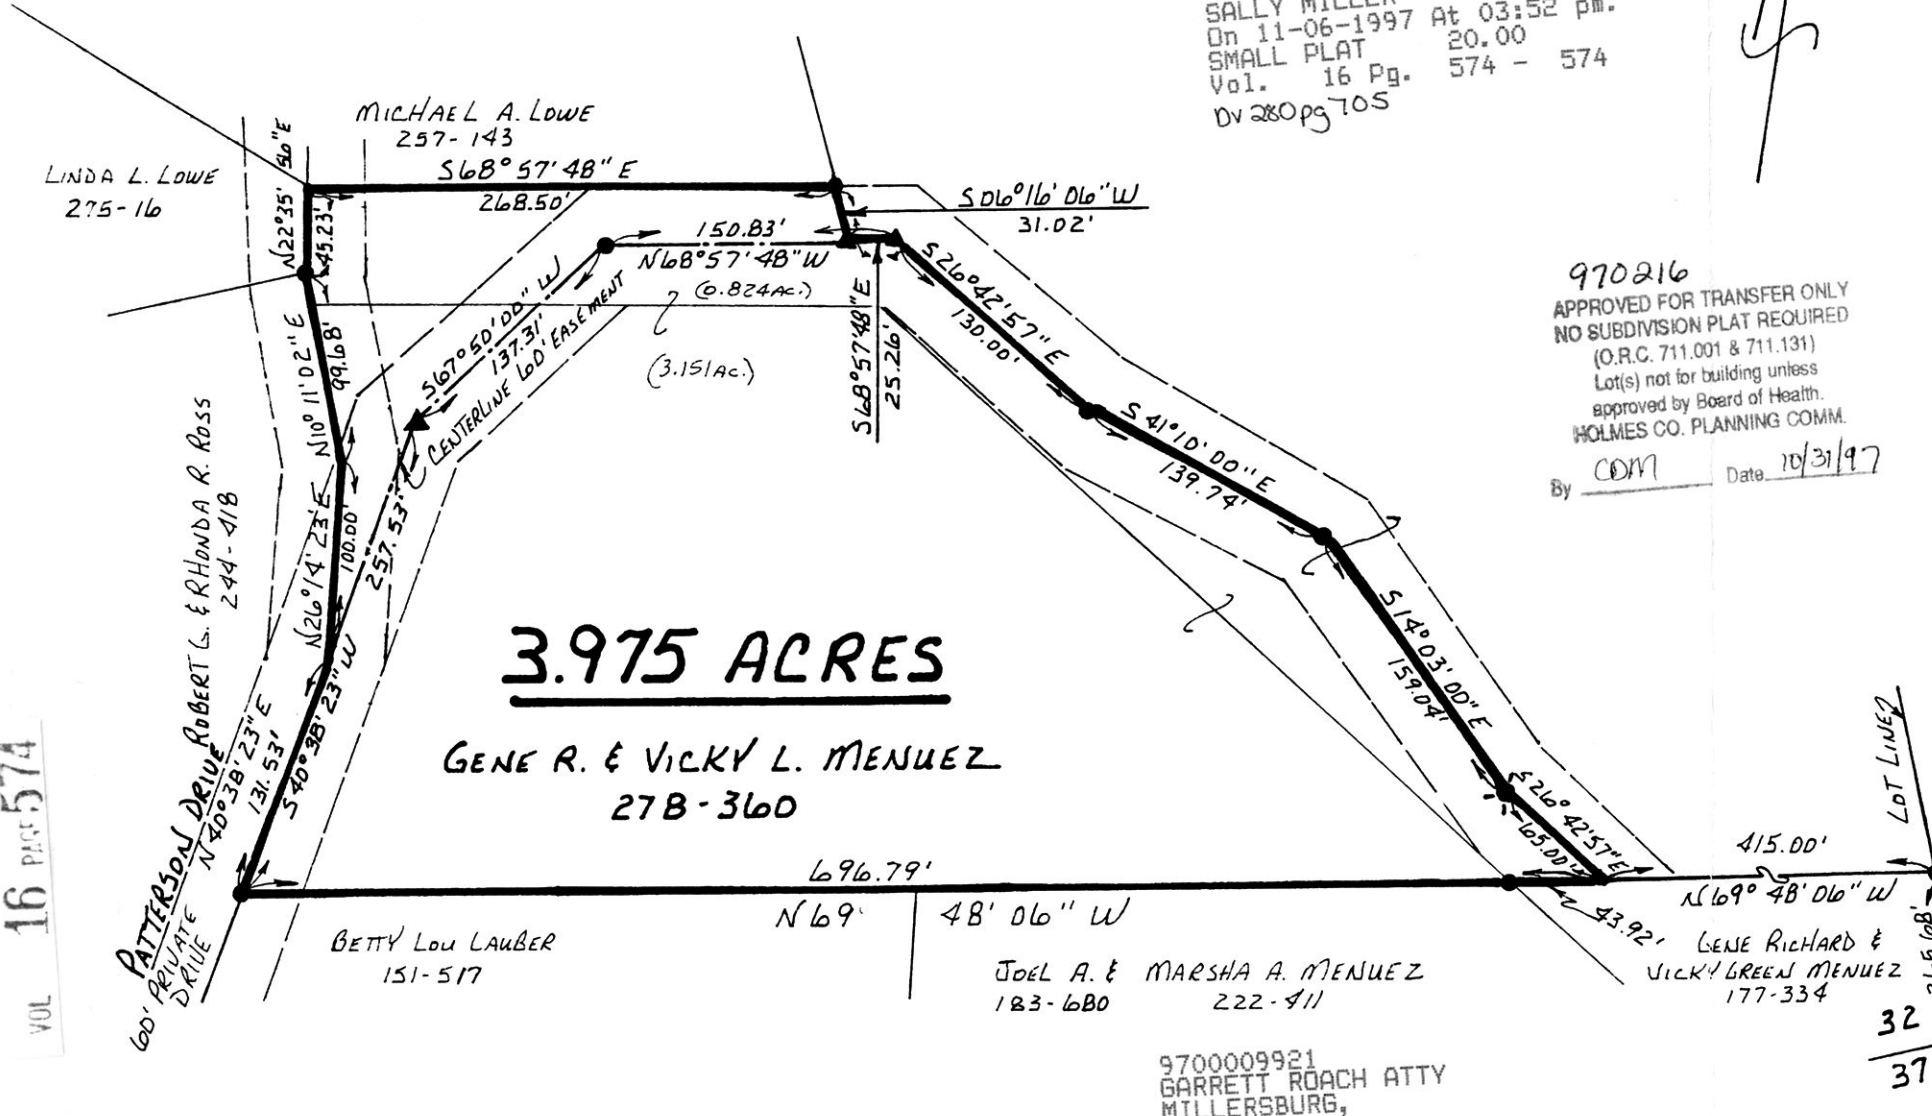 SALLY MILLER
On 11-06-1997 At 03:52 pm.
SMALL PLAT 20.00
Vol. 16 Pg. 574 - 574
DV 280 pg 705
MICHAEL A. LOWE
257-143
LINDA L. LOWE
275-16
S68° 57' 48" E
268.50'
N22° 35' 56" E
45.23'
S06° 16' 06" W
31.02'
150.83'
N68° 57' 48" W
(0.824AC.)
(3.151AC.)
S67° 50' 00" W
137.31'
CENTERLINE 60' EASEMENT
S68° 57' 48" E
25.26'
S26° 42' 57" E
130.00'
S 41° 10' 00" E
139.74'
S14° 03' 00" E
159.04'
S26° 42' 57" E
65.00'
N10° 11' 02" E
99.68'
N26° 14' 23" E
100.00'
257.53'
S40° 38' 23" W
N40° 38' 23" E
131.53'
ROBERT G. & RHONDA R. ROSS
244-418
PATTERSON DRIVE
60' PRIVATE
DRIVE
970216
APPROVED FOR TRANSFER ONLY
NO SUBDIVISION PLAT REQUIRED
(O.R.C. 711.001 & 711.131)
Lot(s) not for building unless
approved by Board of Health.
HOLMES CO. PLANNING COMM.
By CDM Date 10/31/97
3.975 ACRES
GENE R. & VICKY L. MENUEZ
278-360
696.79'
N69° 48' 06" W
43.92'
415.00'
N69° 48' 06" W
LOT LINE
BETTY LOU LAUBER
151-517
JOEL A. & MARSHA A. MENUEZ
183-680 222-411
GENE RICHARD &
VICKY GREEN MENUEZ
177-334
32
37
VOL 16 PAGE 574
9700009921
GARRETT ROACH ATTY
MILLERSBURG,